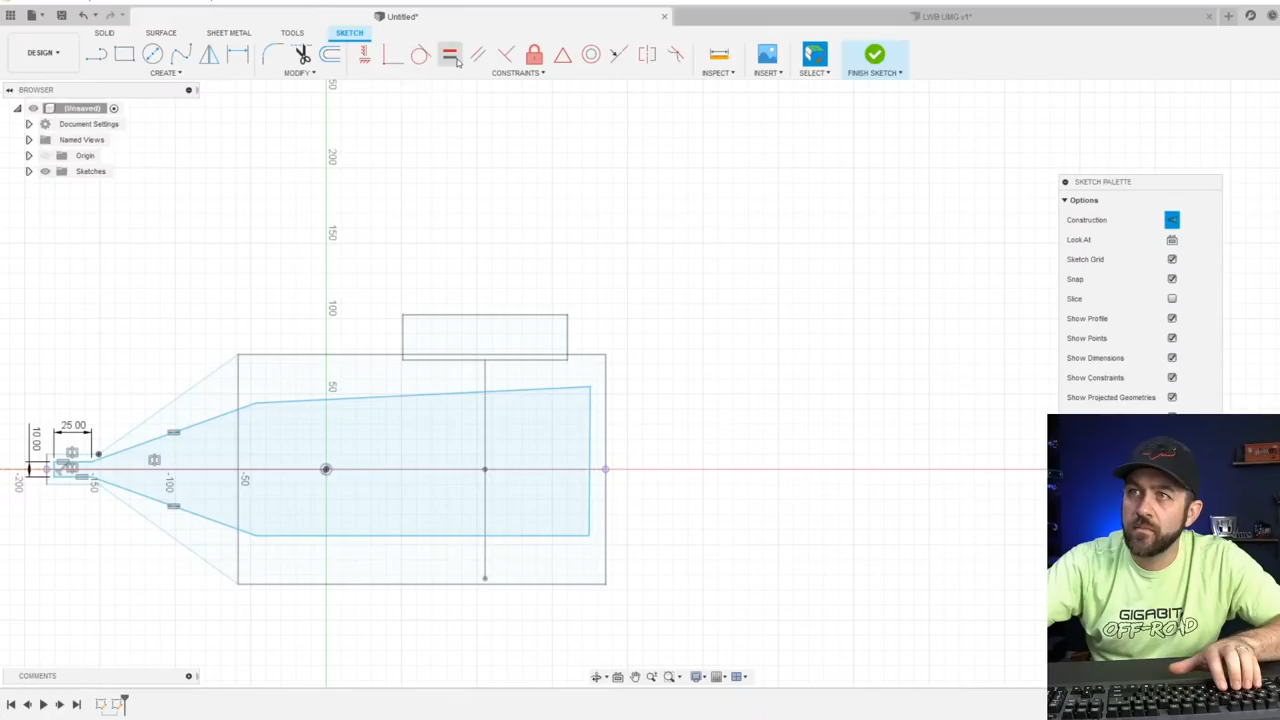 Untitled*
LWB UMG v1*
DESIGN
SOLID
SURFACE
SHEET METAL
TOOLS
SKETCH
CREATE
MODIFY
CONSTRAINTS
INSPECT
INSERT
SELECT
FINISH SKETCH
BROWSER
(Unsaved)
Document Settings
Named Views
Origin
Sketches
50
200
150
100
50
25.00
10.00
-200
-150
-100
-50
SKETCH PALETTE
Options
Construction
Look At
Sketch Grid
Snap
Slice
Show Profile
Show Points
Show Dimensions
Show Constraints
Show Projected Geometries
GIGABIT
OFF-ROAD
COMMENTS